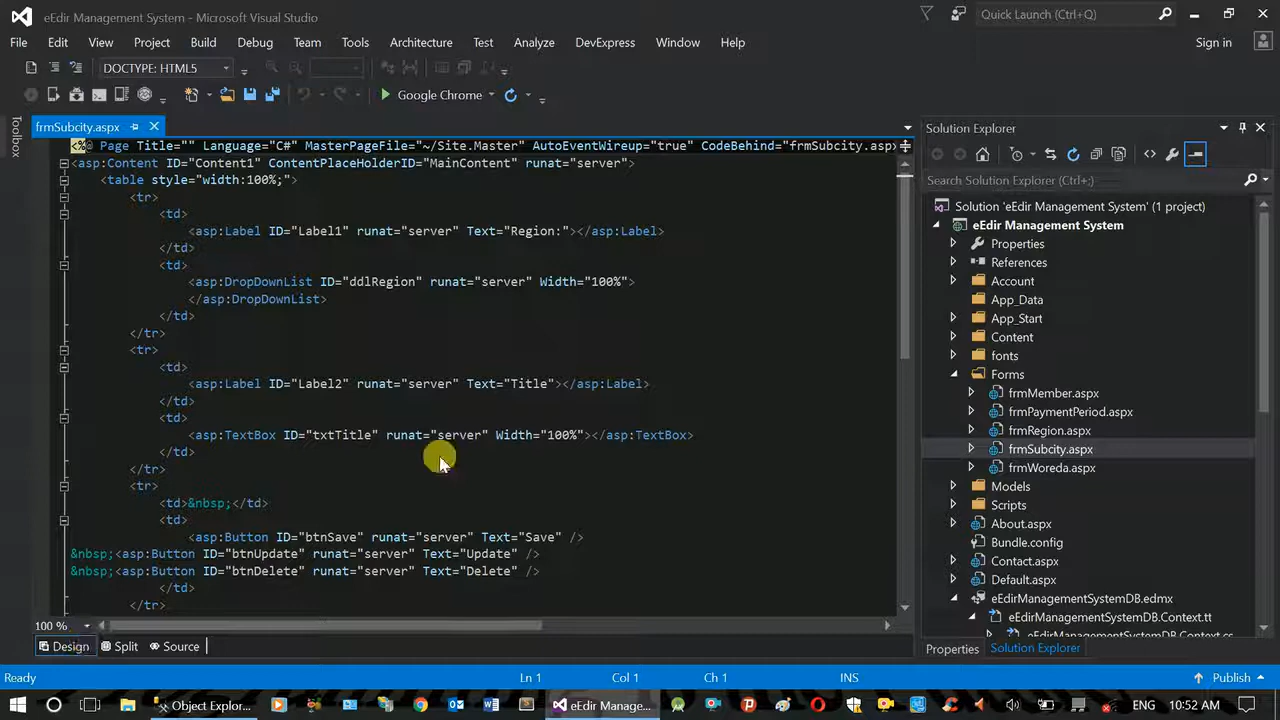 eEdir Management System - Microsoft Visual Studio
Quick Launch (Ctrl+Q)
File Edit View Project Build Debug Team Tools Architecture Test Analyze DevExpress Window Help
Sign in
DOCTYPE: HTML5
Google Chrome
Toolbox
frmSubcity.aspx
<%@ Page Title="" Language="C#" MasterPageFile="~/Site.Master" AutoEventWireup="true" CodeBehind="frmSubcity.asp
<asp:Content ID="Content1" ContentPlaceHolderID="MainContent" runat="server">
<table style="width:100%;">
<tr>
<td>
<asp:Label ID="Label1" runat="server" Text="Region:"></asp:Label>
</td>
<td>
<asp:DropDownList ID="ddlRegion" runat="server" Width="100%">
</asp:DropDownList>
</td>
</tr>
<tr>
<td>
<asp:Label ID="Label2" runat="server" Text="Title"></asp:Label>
</td>
<td>
<asp:TextBox ID="txtTitle" runat="server" Width="100%"></asp:TextBox>
</td>
</tr>
<tr>
<td>&nbsp;</td>
<td>
<asp:Button ID="btnSave" runat="server" Text="Save" />
&nbsp;<asp:Button ID="btnUpdate" runat="server" Text="Update" />
&nbsp;<asp:Button ID="btnDelete" runat="server" Text="Delete" />
</td>
</tr>
100 %
Design Split Source
Solution Explorer
Search Solution Explorer (Ctrl+;)
Solution 'eEdir Management System' (1 project)
eEdir Management System
Properties
References
Account
App_Data
App_Start
Content
fonts
Forms
frmMember.aspx
frmPaymentPeriod.aspx
frmRegion.aspx
frmSubcity.aspx
frmWoreda.aspx
Models
Scripts
About.aspx
Bundle.config
Contact.aspx
Default.aspx
eEdirManagementSystemDB.edmx
eEdirManagementSystemDB.Context.tt
eEdirManagementSystemDB.Context.cs
Properties Solution Explorer
Ready Ln 1 Col 1 Ch 1 INS Publish
Object Explor... eEdir Manage... ENG 10:52 AM